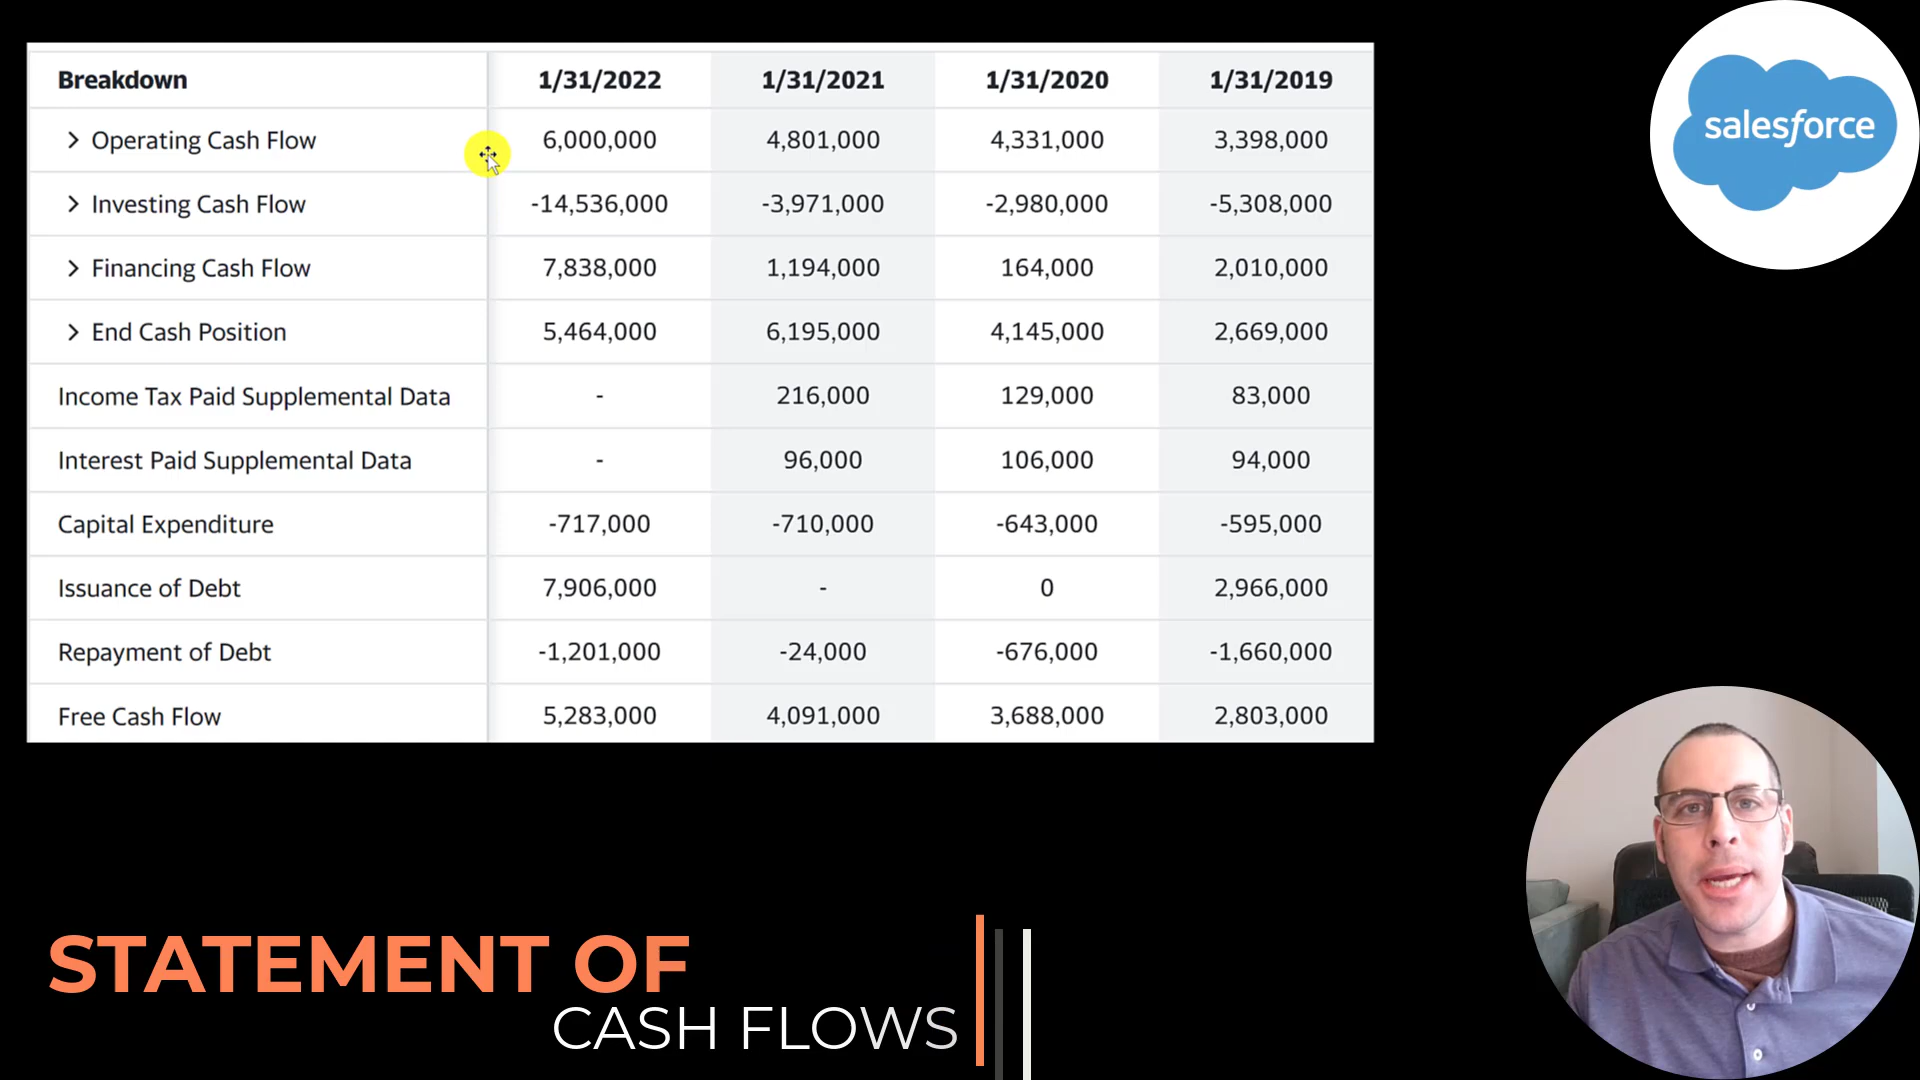 Breakdown 1/31/2022 1/31/2021 1/31/2020 1/31/2019
Operating Cash Flow 6,000,000 4,801,000 4,331,000 3,398,000
Investing Cash Flow -14,536,000 -3,971,000 -2,980,000 -5,308,000
Financing Cash Flow 7,838,000 1,194,000 164,000 2,010,000
End Cash Position 5,464,000 6,195,000 4,145,000 2,669,000
Income Tax Paid Supplemental Data - 216,000 129,000 83,000
Interest Paid Supplemental Data - 96,000 106,000 94,000
Capital Expenditure -717,000 -710,000 -643,000 -595,000
Issuance of Debt 7,906,000 - 0 2,966,000
Repayment of Debt -1,201,000 -24,000 -676,000 -1,660,000
Free Cash Flow 5,283,000 4,091,000 3,688,000 2,803,000
salesforce
STATEMENT OF
CASH FLOWS